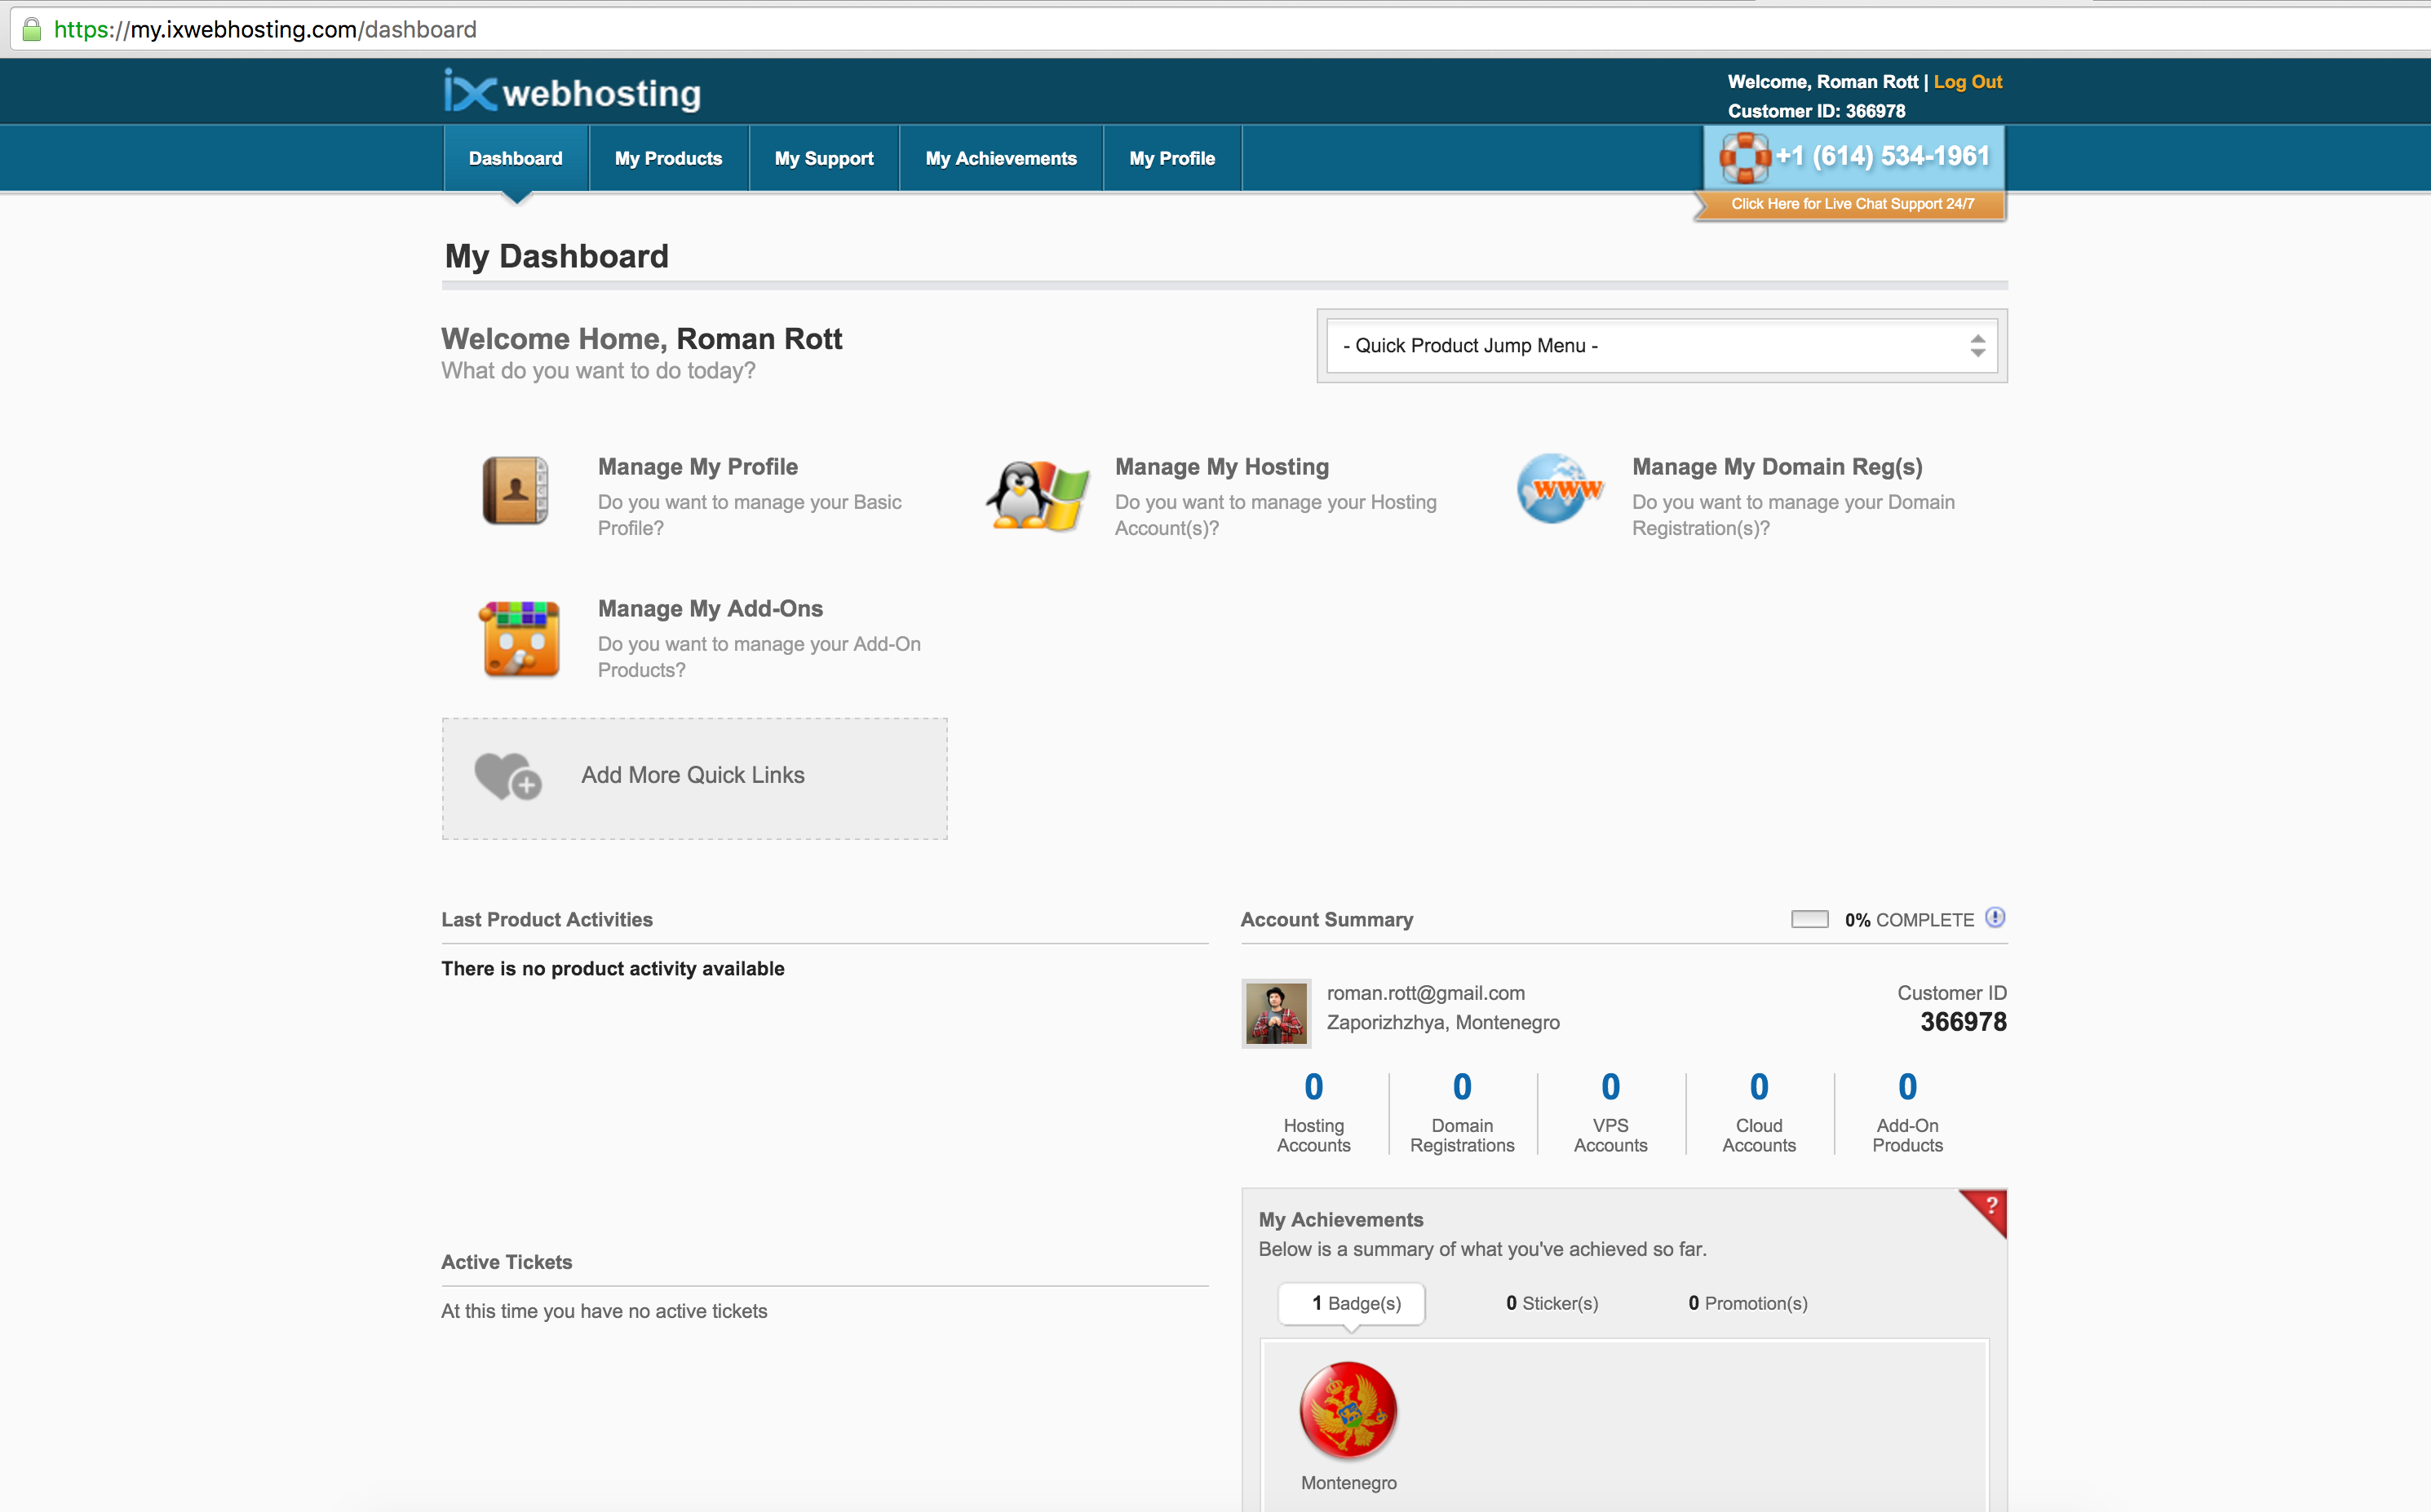 https://my.ixwebhosting.com/dashboard
ix webhosting
Welcome, Roman Rott | Log Out
Customer ID: 366978
Dashboard
My Products
My Support
My Achievements
My Profile
+1 (614) 534-1961
Click Here for Live Chat Support 24/7
My Dashboard
Welcome Home, Roman Rott
What do you want to do today?
- Quick Product Jump Menu -
Manage My Profile
Do you want to manage your Basic
Profile?
Manage My Hosting
Do you want to manage your Hosting
Account(s)?
WWW
Manage My Domain Reg(s)
Do you want to manage your Domain
Registration(s)?
Manage My Add-Ons
Do you want to manage your Add-On
Products?
Add More Quick Links
Last Product Activities
There is no product activity available
Active Tickets
At this time you have no active tickets
Account Summary
0% COMPLETE
roman.rott@gmail.com
Zaporizhzhya, Montenegro
Customer ID
366978
0
Hosting
Accounts
0
Domain
Registrations
0
VPS
Accounts
0
Cloud
Accounts
0
Add-On
Products
?
My Achievements
Below is a summary of what you've achieved so far.
1 Badge(s)
0 Sticker(s)
0 Promotion(s)
Montenegro